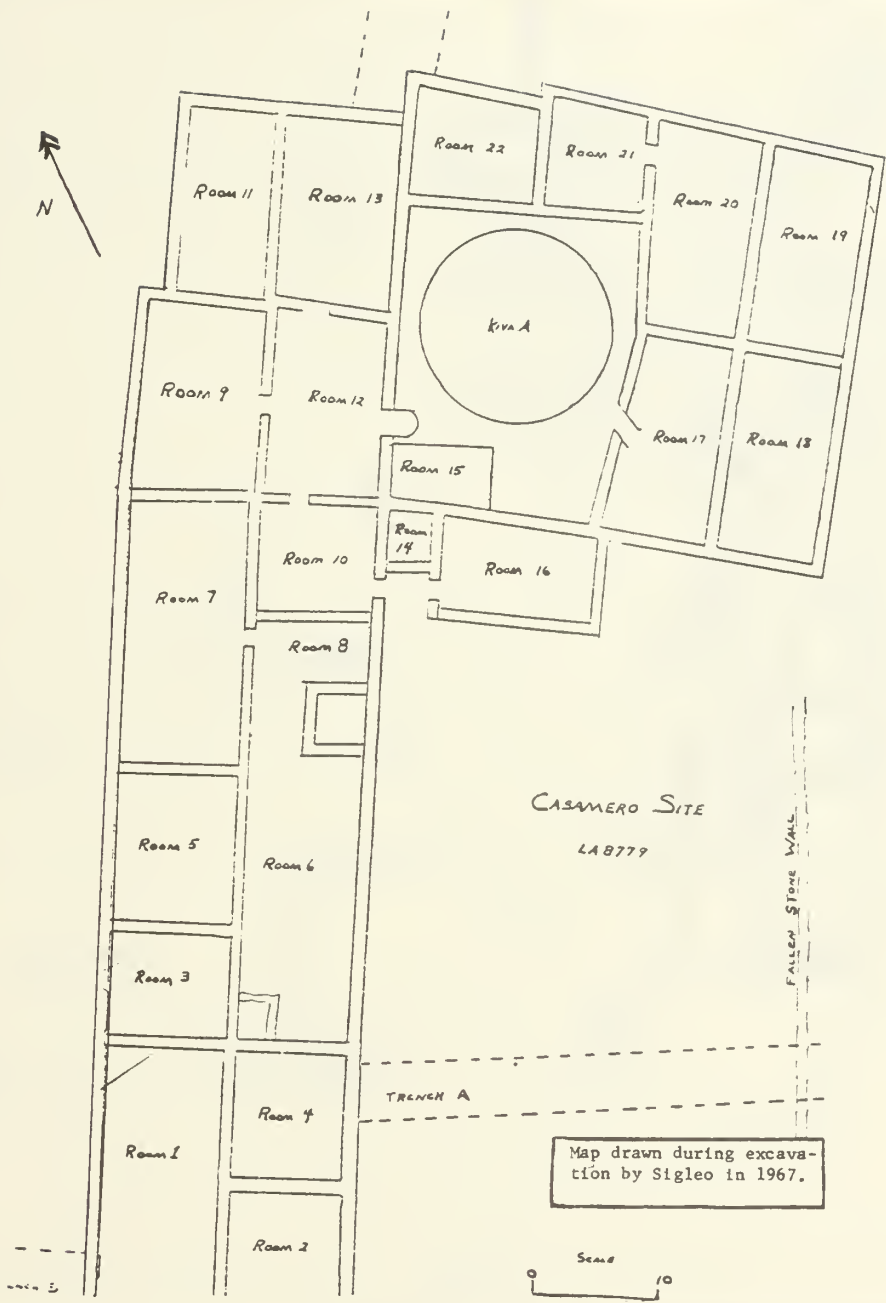 Room 22
Room 21
Room 11
Room 13
Room 20
Room 19
N
Kiva A
Room 9
Room 12
Room 17
Room 18
Room 15
Room
14
Room 10
Room 16
Room 7
Room 8
CASAMERO SITE
LA8779
Room 5
Room 6
FALLEN STONE WALL
Room 3
TRENCH A
Room 4
Room 1
Map drawn during excava-
tion by Sigleo in 1967.
Room 2
SCALE
0 10